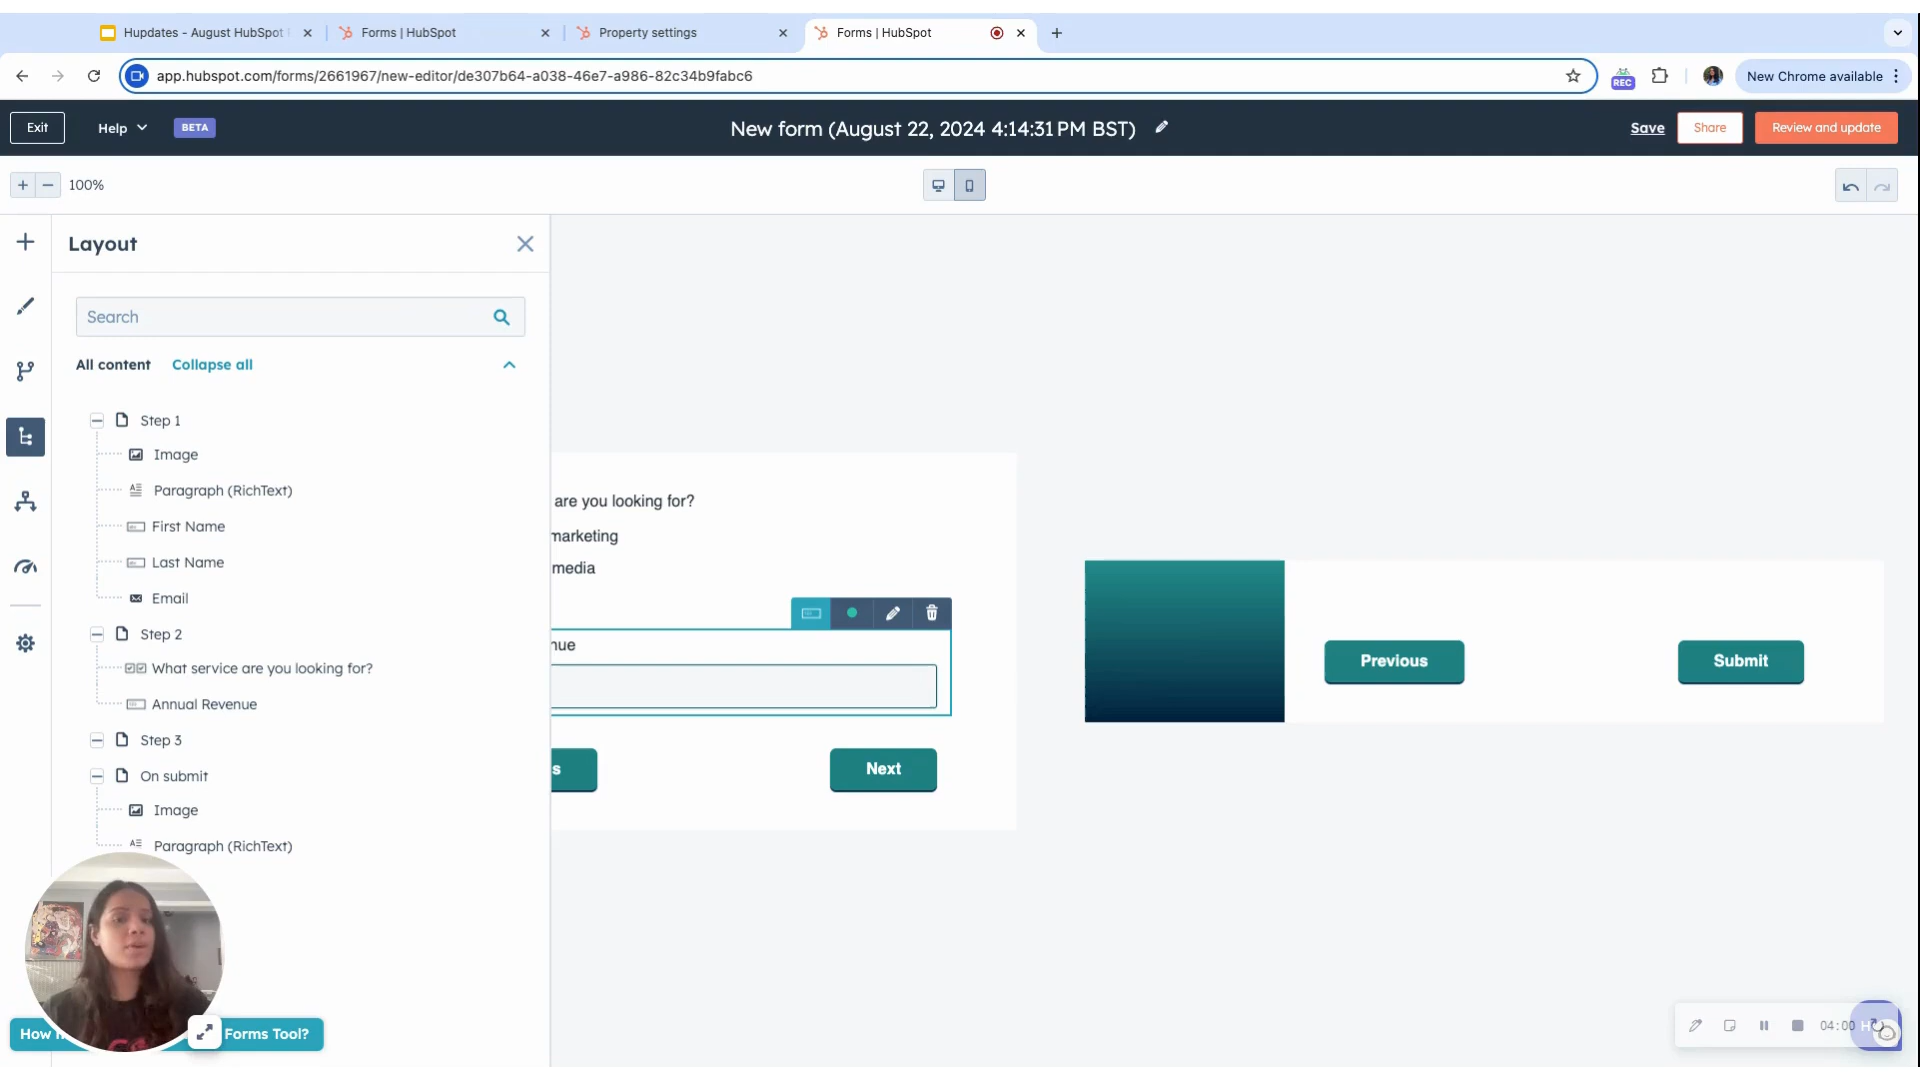 Hupdates - August HubSpot
Forms | HubSpot
Property settings
Forms | HubSpot
app.hubspot.com/forms/2661967/new-editor/de307b64-a038-46e7-a986-82c34b9fabc6
REC
New Chrome available
Exit
Help
BETA
New form (August 22, 2024 4:14:31 PM BST)
Save
Share
Review and update
100%
Layout
Search
All content
Collapse all
Step 1
Image
Paragraph (RichText)
First Name
Last Name
Email
Step 2
What service are you looking for?
Annual Revenue
Step 3
On submit
Image
Paragraph (RichText)
are you looking for?
marketing
media
nue
s
Next
Previous
Submit
How
Forms Tool?
04:00